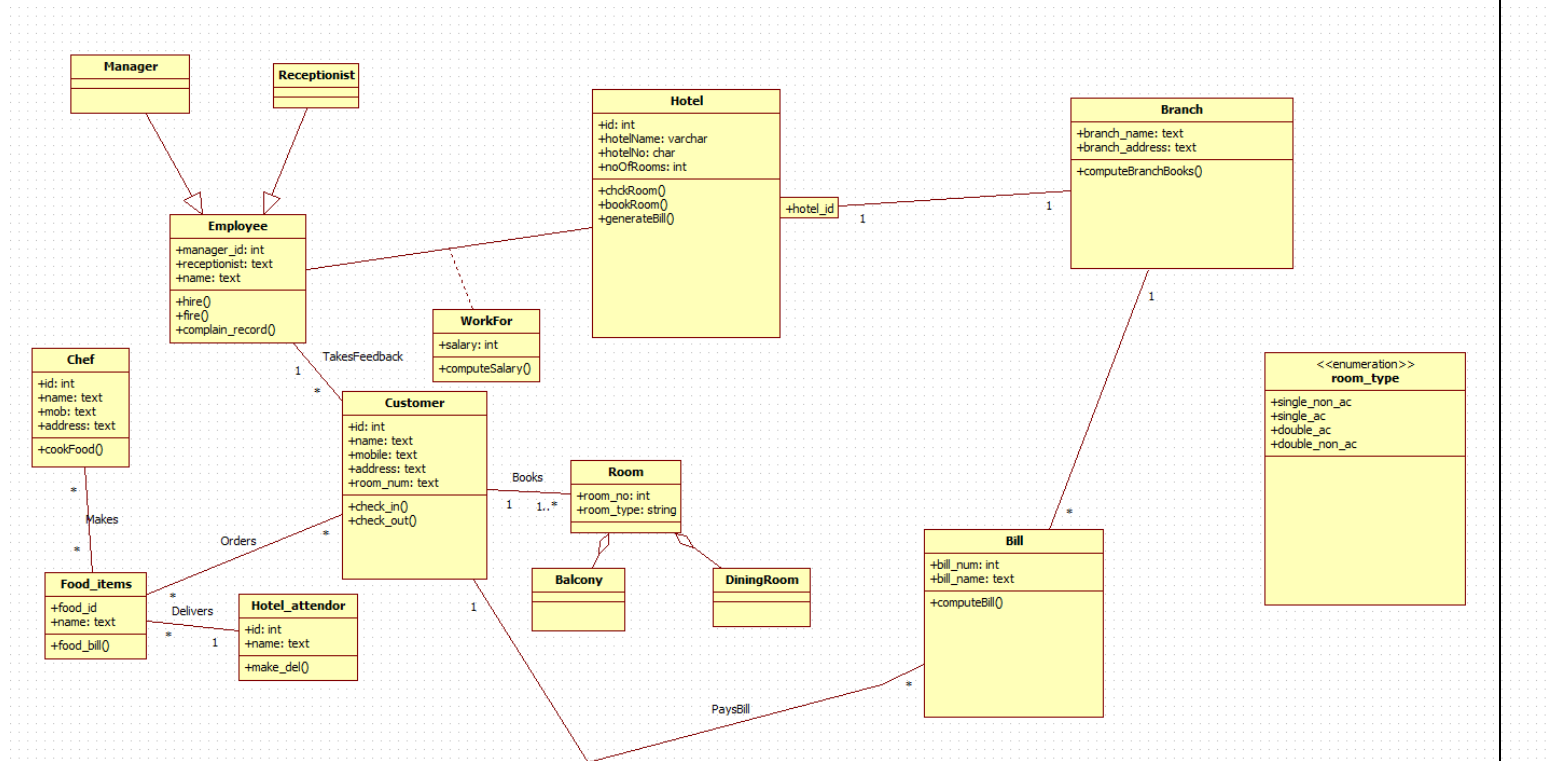 Manager
Receptionist
Hotel
+id: int
+hotelName: varchar
+hotelNo: char
+noOfRooms: int
+chckRoom()
+bookRoom()
+generateBill()
+hotel_id
1
1
Branch
+branch_name: text
+branch_address: text
+computeBranchBooks()
Employee
+manager_id: int
+receptionist: text
+name: text
+hire()
+fire()
+complain_record()
WorkFor
+salary: int
+computeSalary()
TakesFeedback
1
*
Chef
+id: int
+name: text
+mob: text
+address: text
+cookFood()
*
Makes
*
Customer
+id: int
+name: text
+mobile: text
+address: text
+room_num: text
+check_in()
+check_out()
Books
1
1..*
Room
+room_no: int
+room_type: string
Balcony
DiningRoom
Orders
*
*
Food_items
+food_id
+name: text
+food_bill()
Delivers
*
1
Hotel_attendor
+id: int
+name: text
+make_del()
1
PaysBill
*
1
*
Bill
+bill_num: int
+bill_name: text
+computeBill()
<<enumeration>>
room_type
+single_non_ac
+single_ac
+double_ac
+double_non_ac